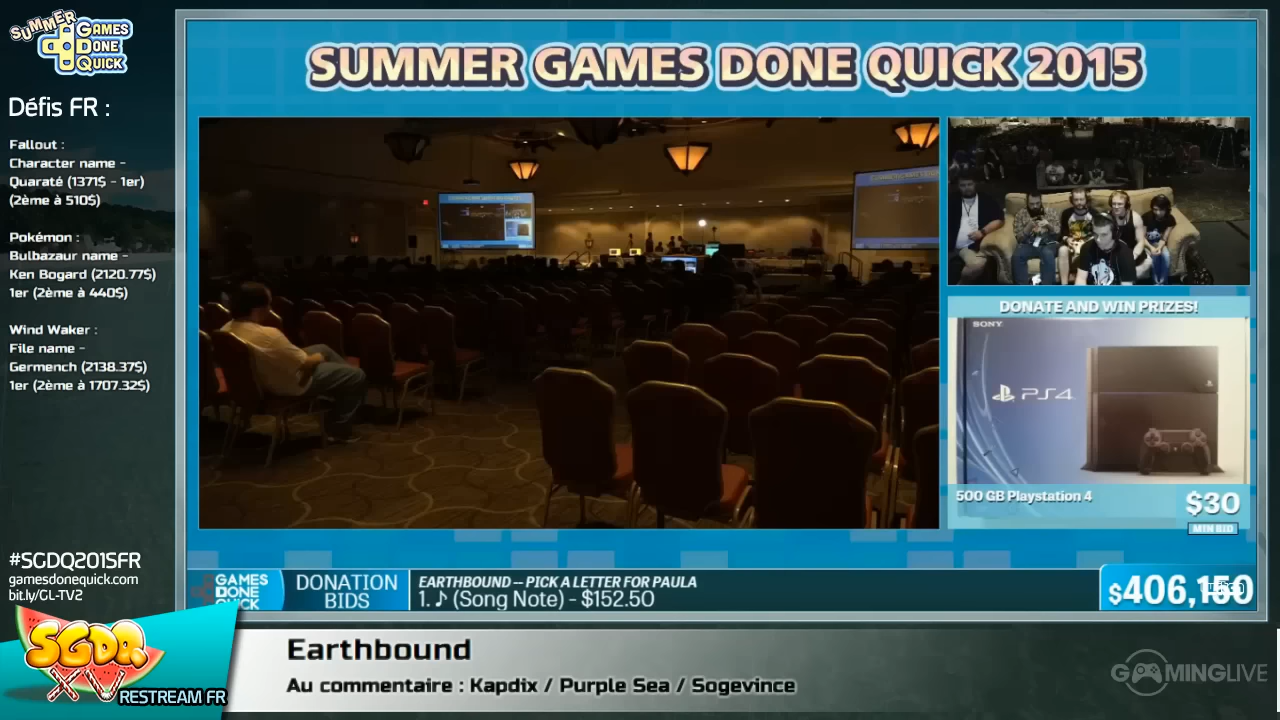 SUMMER
GAMES
DONE
QUICK
Défis FR :
Fallout :
Character name -
Quaraté (1371$ - 1er)
(2ème à 510$)
Pokémon :
Bulbazaur name -
Ken Bogard (2120.77$)
1er (2ème à 440$)
Wind Waker :
File name -
Germench (2138.37$)
1er (2ème à 1707.32$)
#SGDQ2015FR
gamesdonequick.com
bit.ly/GL-TV2
SGDQ
XV
RESTREAM FR
SUMMER GAMES DONE QUICK 2015
DONATE AND WIN PRIZES!
SONY
PS4
500 GB Playstation 4
$30
MIN BID
GAMES
DONE
QUICK
DONATION
BIDS
EARTHBOUND -- PICK A LETTER FOR PAULA
1. ♪ (Song Note) - $152.50
$406,150
Earthbound
Au commentaire : Kapdix / Purple Sea / Sogevince
GAMINGLIVE